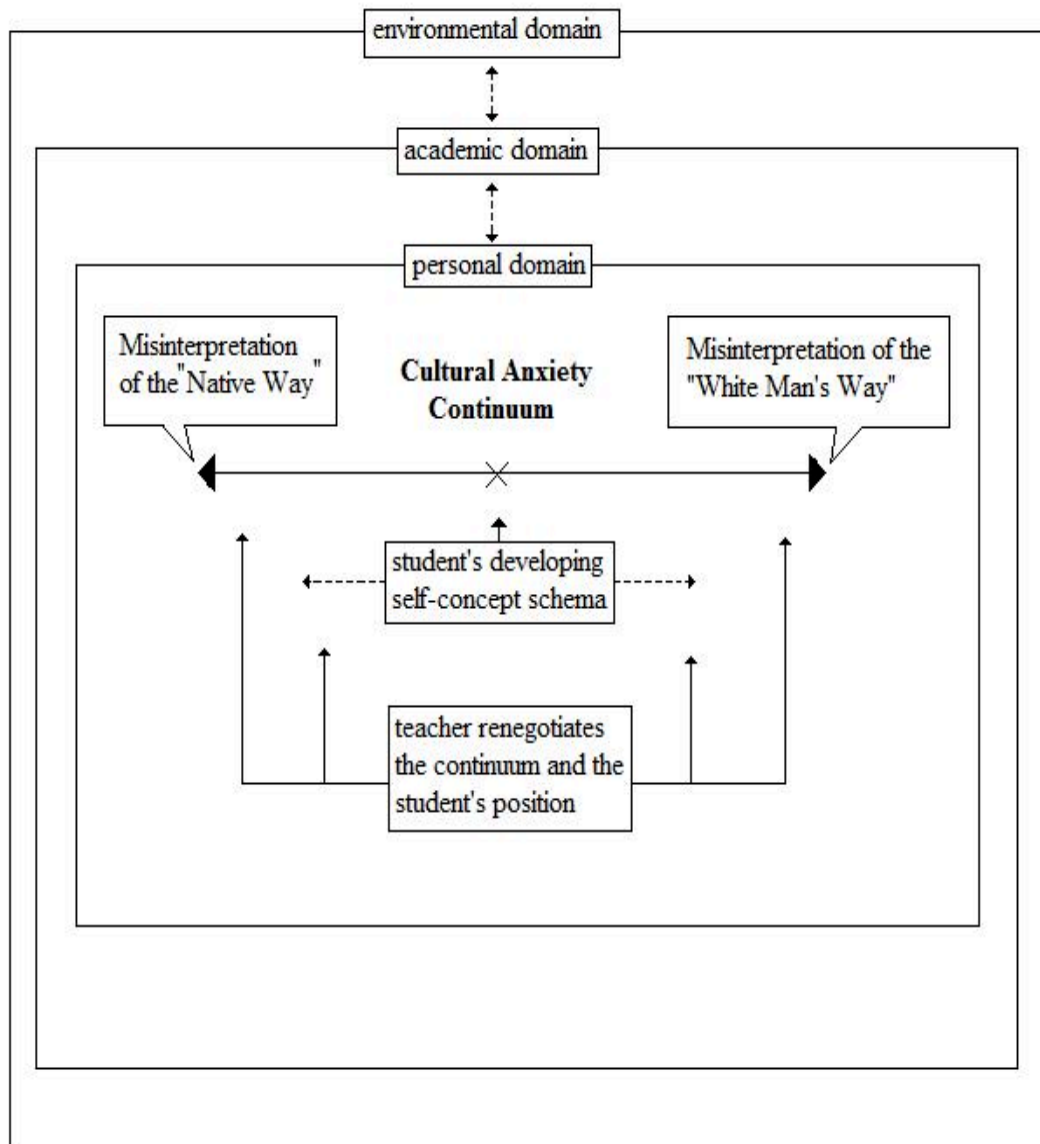 environmental domain
academic domain
personal domain
Misinterpretation
of the "Native Way"
Cultural Anxiety
Continuum
Misinterpretation of the
"White Man's Way"
student's developing
self-concept schema
teacher renegotiates
the continuum and the
student's position